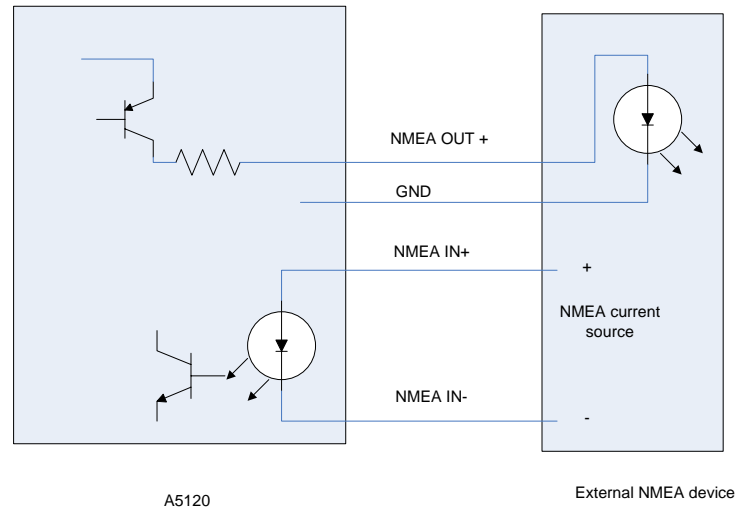 NMEA OUT +
GND
NMEA IN+
+
NMEA current
source
NMEA IN-
-
A5120
External NMEA device